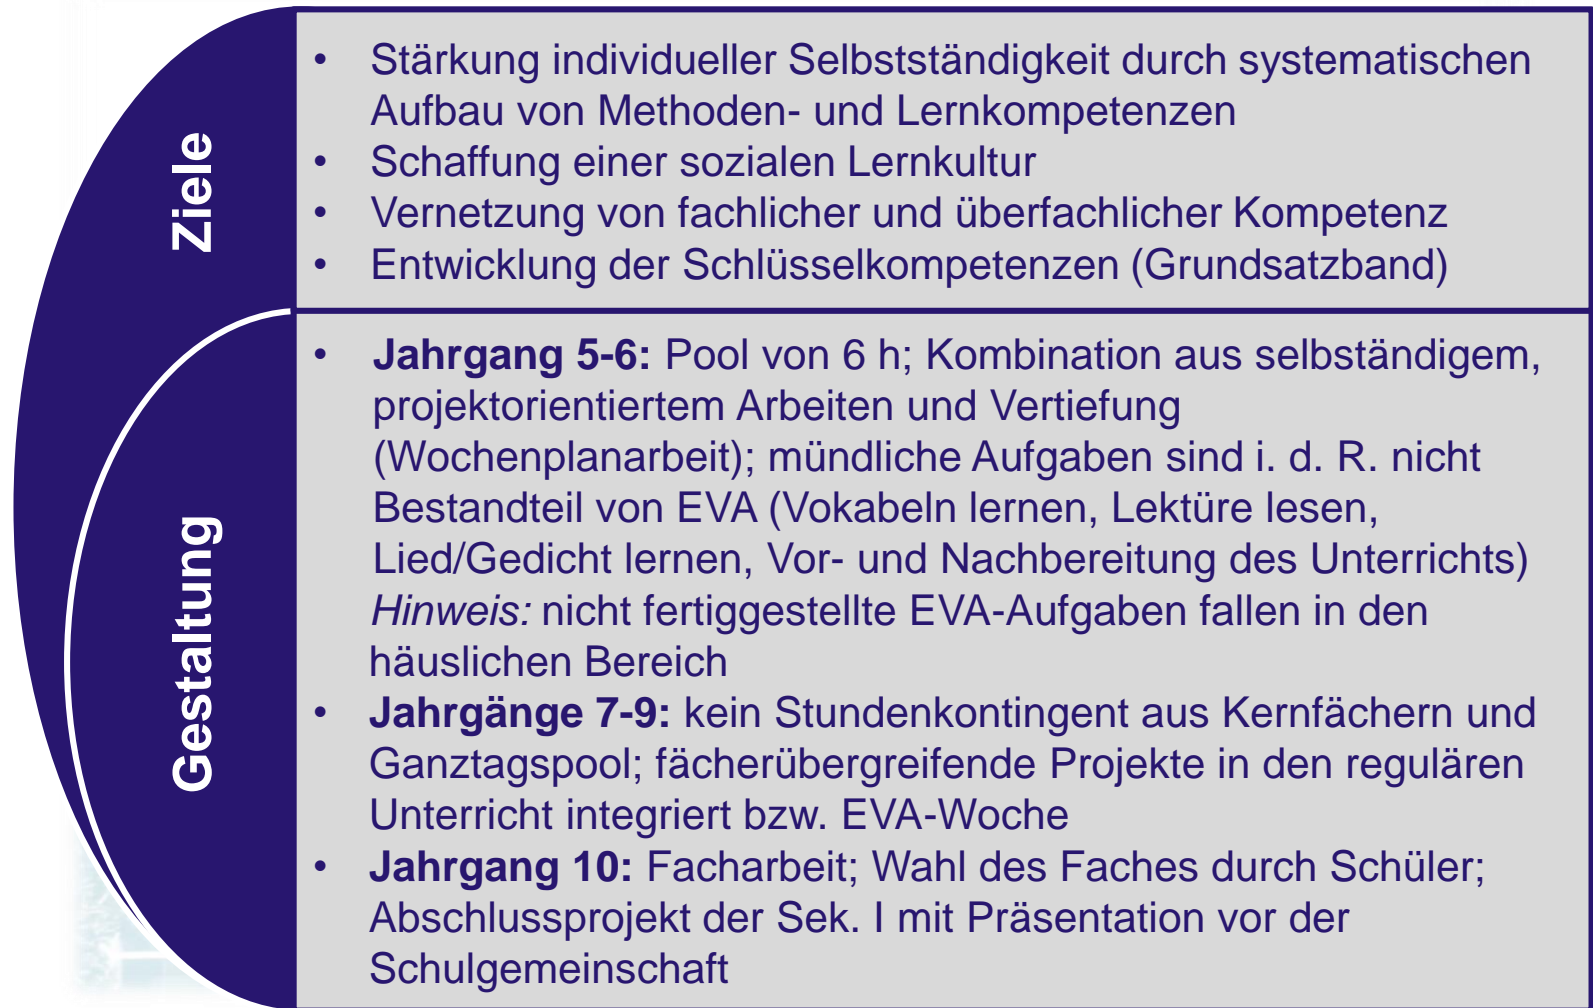 Ziele
• Stärkung individueller Selbstständigkeit durch systematischen
Aufbau von Methoden- und Lernkompetenzen
• Schaffung einer sozialen Lernkultur
• Vernetzung von fachlicher und überfachlicher Kompetenz
• Entwicklung der Schlüsselkompetenzen (Grundsatzband)
Gestaltung
• Jahrgang 5-6: Pool von 6 h; Kombination aus selbständigem,
projektorientiertem Arbeiten und Vertiefung
(Wochenplanarbeit); mündliche Aufgaben sind i. d. R. nicht
Bestandteil von EVA (Vokabeln lernen, Lektüre lesen,
Lied/Gedicht lernen, Vor- und Nachbereitung des Unterrichts)
Hinweis: nicht fertiggestellte EVA-Aufgaben fallen in den
häuslichen Bereich
• Jahrgänge 7-9: kein Stundenkontingent aus Kernfächern und
Ganztagspool; fächerübergreifende Projekte in den regulären
Unterricht integriert bzw. EVA-Woche
• Jahrgang 10: Facharbeit; Wahl des Faches durch Schüler;
Abschlussprojekt der Sek. I mit Präsentation vor der
Schulgemeinschaft